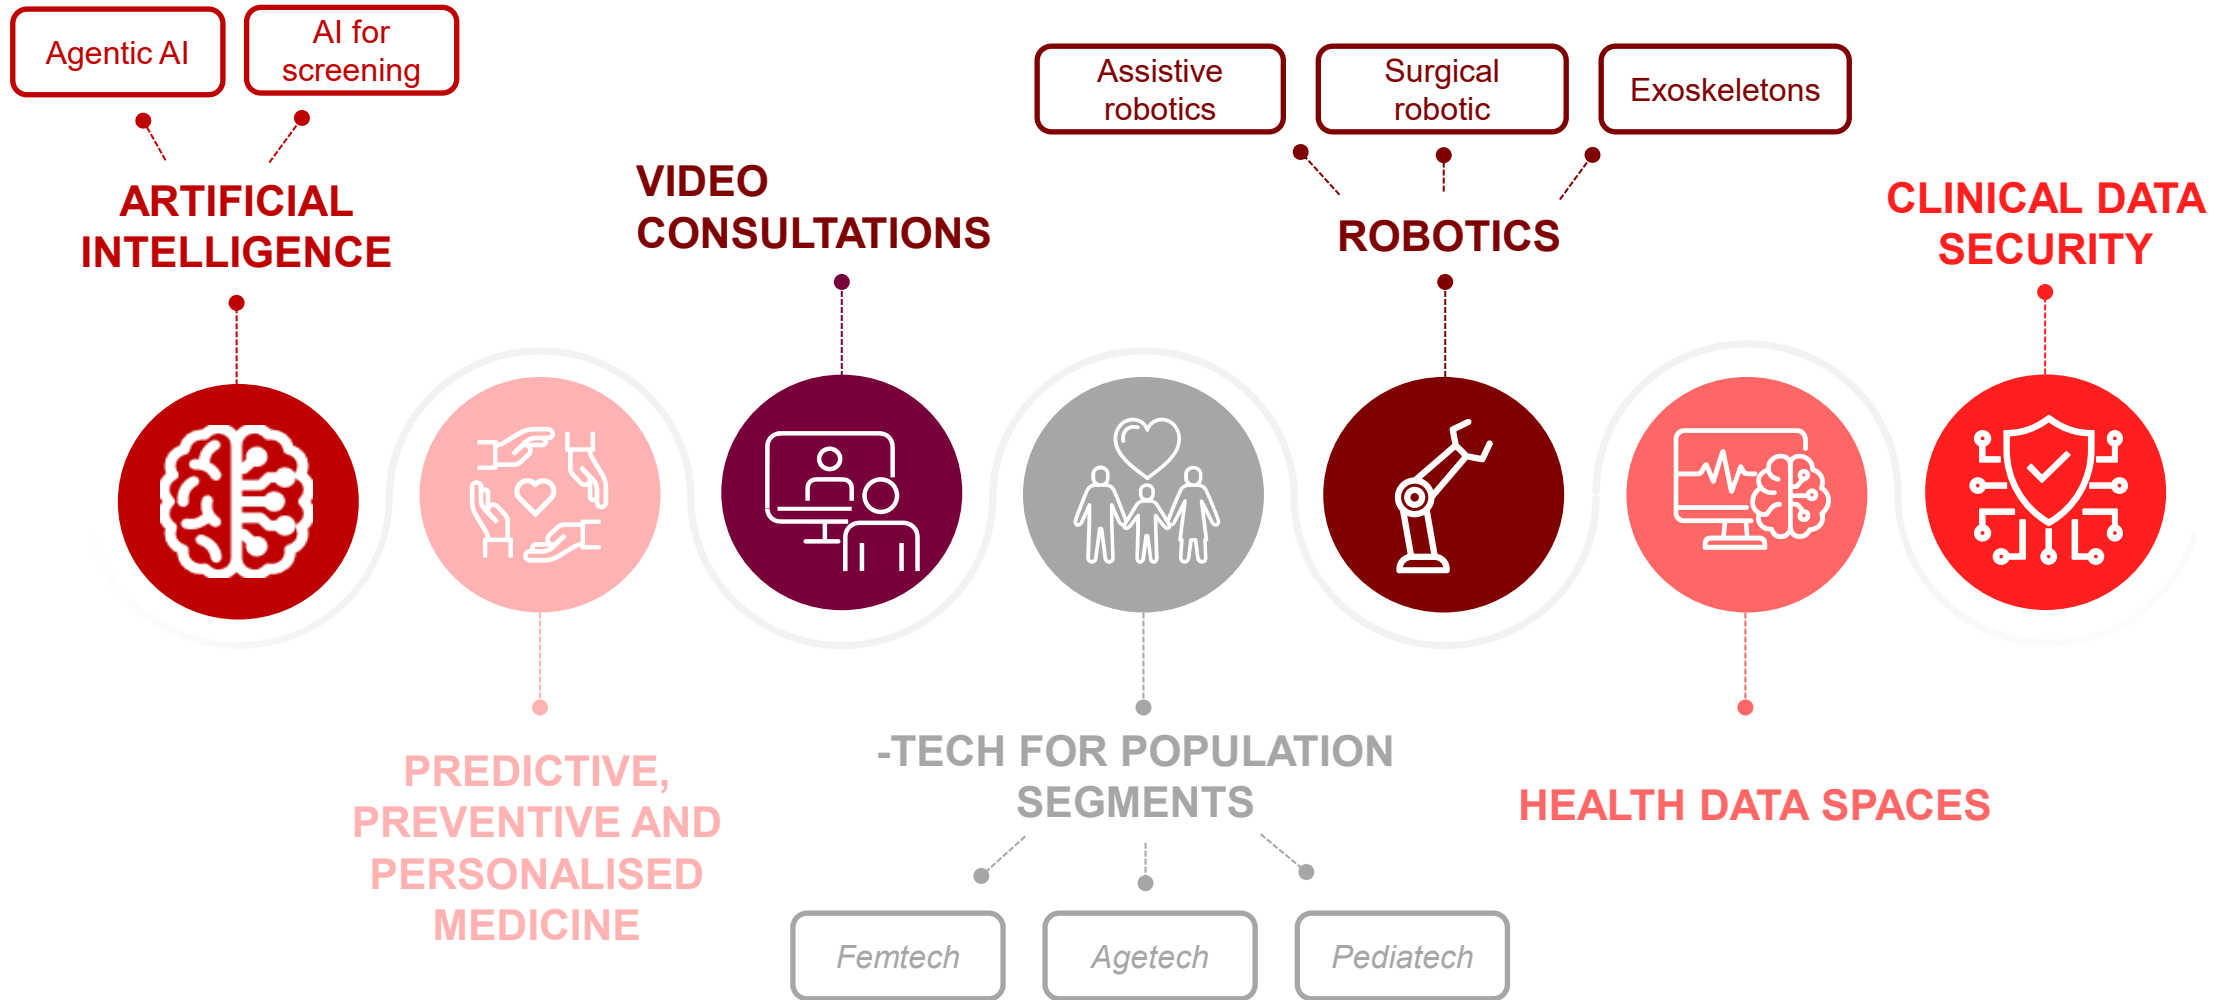 Agentic AI
AI for
screening
ARTIFICIAL
INTELLIGENCE
VIDEO
CONSULTATIONS
Assistive
robotics
Surgical
robotic
Exoskeletons
ROBOTICS
CLINICAL DATA
SECURITY
PREDICTIVE,
PREVENTIVE AND
PERSONALISED
MEDICINE
-TECH FOR POPULATION
SEGMENTS
Femtech
Agetech
Pediatech
HEALTH DATA SPACES